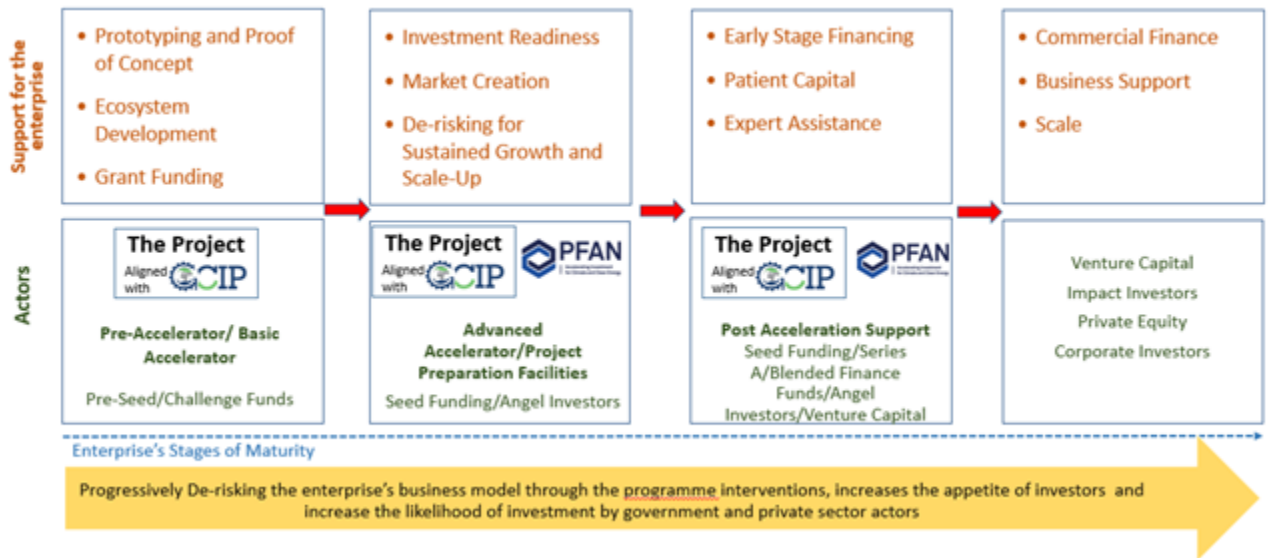 Support for the
enterprise
• Prototyping and Proof
of Concept
• Ecosystem
Development
• Grant Funding
• Investment Readiness
• Market Creation
• De-risking for
Sustained Growth and
Scale-Up
• Early Stage Financing
• Patient Capital
• Expert Assistance
• Commercial Finance
• Business Support
• Scale
Actors
The Project
Aligned
with
GCIP
Pre-Accelerator/ Basic
Accelerator
Pre-Seed/Challenge Funds
The Project
Aligned
with
GCIP
PFAN
Advanced
Accelerator/Project
Preparation Facilities
Seed Funding/Angel Investors
The Project
Aligned
with
GCIP
PFAN
Post Acceleration Support
Seed Funding/Series
A/Blended Finance
Funds/Angel
Investors/Venture Capital
Venture Capital
Impact Investors
Private Equity
Corporate Investors
Enterprise's Stages of Maturity
Progressively De-risking the enterprise's business model through the programme interventions, increases the appetite of investors and
increase the likelihood of investment by government and private sector actors